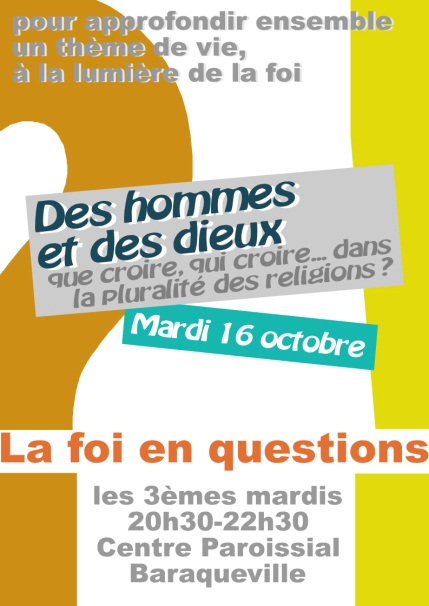 pour approfondir ensemble
un thème de vie,
à la lumière de la foi
Des hommes
et des dieux
que croire, qui croire... dans
la pluralité des religions ?
Mardi 16 octobre
La foi en questions
les 3èmes mardis
20h30-22h30
Centre Paroissial
Baraqueville